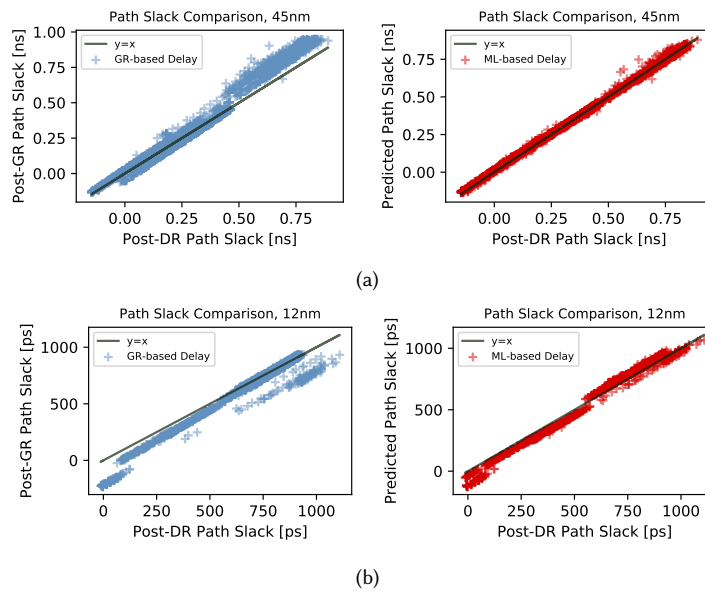 Path Slack Comparison, 45nm
Post-GR Path Slack [ns]
1.00
0.75
0.50
0.25
0.00
y=x
GR-based Delay
0.00 0.25 0.50 0.75
Post-DR Path Slack [ns]
Path Slack Comparison, 45nm
Predicted Path Slack [ns]
0.75
0.50
0.25
0.00
y=x
ML-based Delay
0.00 0.25 0.50 0.75
Post-DR Path Slack [ns]
(a)
Path Slack Comparison, 12nm
Post-GR Path Slack [ps]
1000
500
0
y=x
GR-based Delay
0 250 500 750 1000
Post-DR Path Slack [ps]
Path Slack Comparison, 12nm
Predicted Path Slack [ps]
1000
500
0
y=x
ML-based Delay
0 250 500 750 1000
Post-DR Path Slack [ps]
(b)